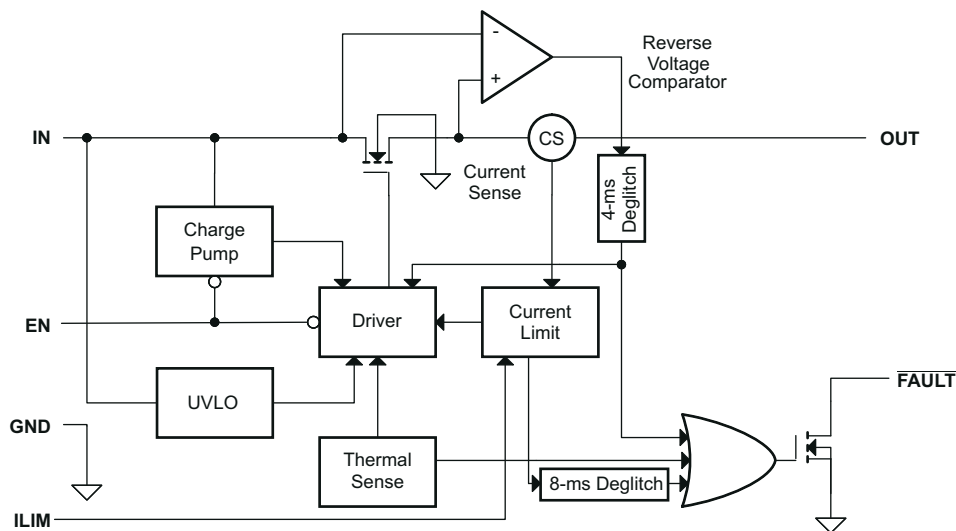 -
Reverse
Voltage
Comparator
+
IN
CS
OUT
Current
Sense
4-ms
Deglitch
Charge
Pump
EN
Driver
Current
Limit
FAULT
UVLO
GND
Thermal
Sense
8-ms Deglitch
ILIM